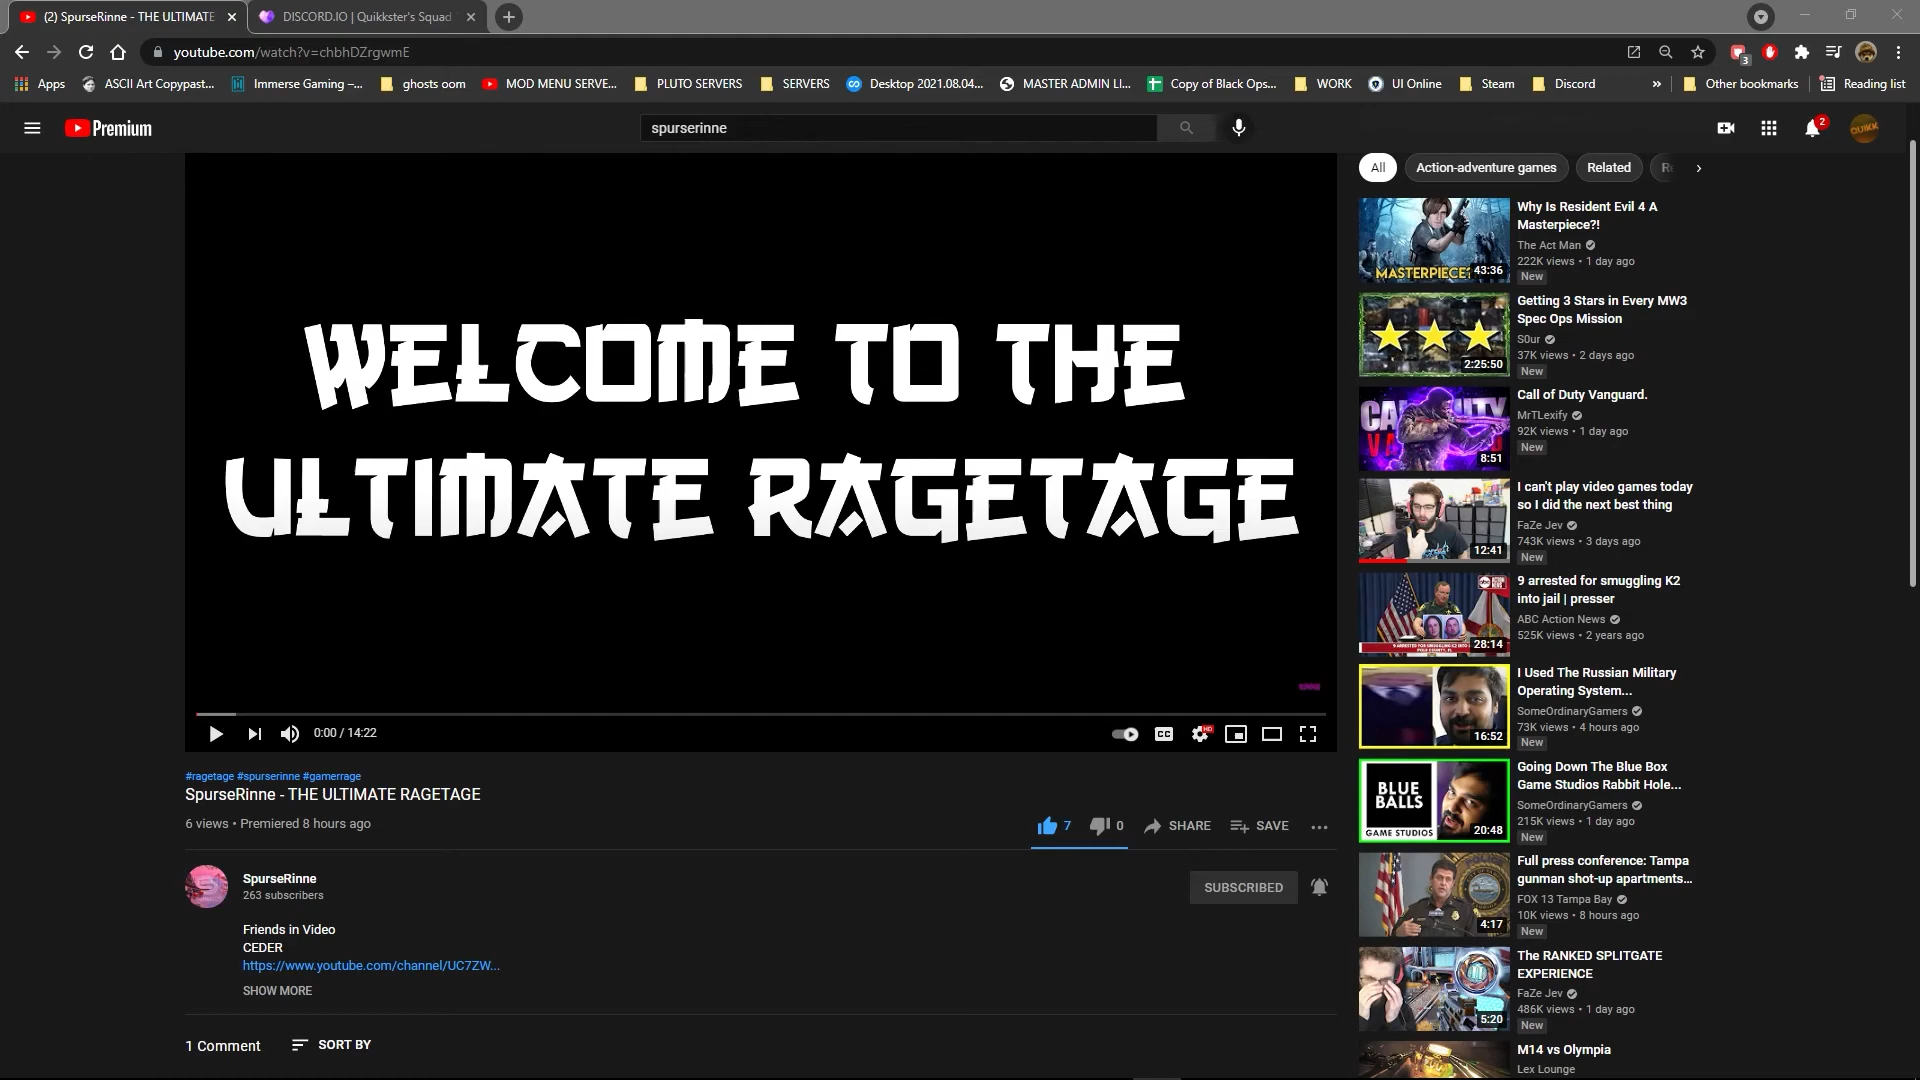 (2) SpurseRinne - THE ULTIMATE
DISCORD.IO | Quikkster's Squad
youtube.com/watch?v=chbhDZrgwmE
3
Apps
ASCII Art Copypast...
Immerse Gaming –...
ghosts oom
MOD MENU SERVE...
PLUTO SERVERS
SERVERS
Desktop 2021.08.04...
MASTER ADMIN LI...
Copy of Black Ops...
WORK
UI Online
Steam
Discord
»
Other bookmarks
Reading list
Premium
spurserinne
2
QUIKK
WELCOME TO THE
ULTIMATE RAGETAGE
0:00 / 14:22
CC
HD
#ragetage #spurserinne #gamerrage
SpurseRinne - THE ULTIMATE RAGETAGE
6 views • Premiered 8 hours ago
7
0
SHARE
SAVE
SpurseRinne
263 subscribers
SUBSCRIBED
Friends in Video
CEDER
https://www.youtube.com/channel/UC7ZW...
SHOW MORE
1 Comment
SORT BY
All
Action-adventure games
Related
Re
MASTERPIECE?
43:36
Why Is Resident Evil 4 A
Masterpiece?!
The Act Man
222K views • 1 day ago
New
2:25:50
Getting 3 Stars in Every MW3
Spec Ops Mission
S0ur
37K views • 2 days ago
New
8:51
Call of Duty Vanguard.
MrTLexify
92K views • 1 day ago
New
12:41
I can't play video games today
so I did the next best thing
FaZe Jev
743K views • 3 days ago
New
28:14
9 arrested for smuggling K2
into jail | presser
ABC Action News
525K views • 2 years ago
16:52
I Used The Russian Military
Operating System...
SomeOrdinaryGamers
73K views • 4 hours ago
New
BLUE
BALLS
GAME STUDIOS
20:48
Going Down The Blue Box
Game Studios Rabbit Hole...
SomeOrdinaryGamers
215K views • 1 day ago
New
4:17
Full press conference: Tampa
gunman shot-up apartments...
FOX 13 Tampa Bay
10K views • 8 hours ago
New
5:20
The RANKED SPLITGATE
EXPERIENCE
FaZe Jev
486K views • 1 day ago
New
M14 vs Olympia
Lex Lounge